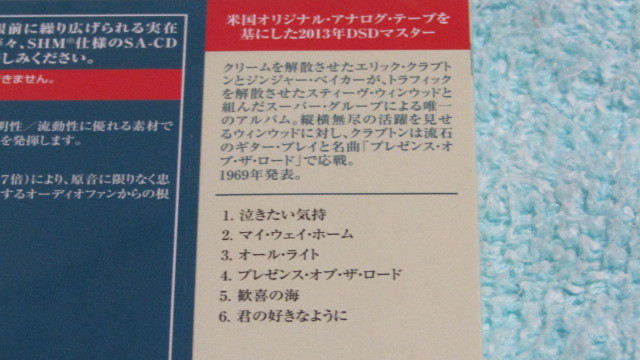 眼前に繰り広げられる実在
々、SHM®仕様のSA-CD
しみください。
きません。
明性／流動性に優れる素材で
を発揮します。
7倍）により、原音に限りなく忠
するオーディオファンからの根
米国オリジナル・アナログ・テープを
基にした2013年DSDマスター
クリームを解散させたエリック・クラプト
ンとジンジャー・ベイカーが、トラフィック
を解散させたスティーヴ・ウィンウッドと
組んだスーパー・グループによる唯一
のアルバム。縦横無尽の活躍を見せ
るウィンウッドに対し、クラプトンは流石
のギター・プレイと名曲「プレゼンス・オ
ブ・ザ・ロード」で応戦。
1969年発表。
1. 泣きたい気持
2. マイ・ウェイ・ホーム
3. オール・ライト
4. プレゼンス・オブ・ザ・ロード
5. 歓喜の海
6. 君の好きなように